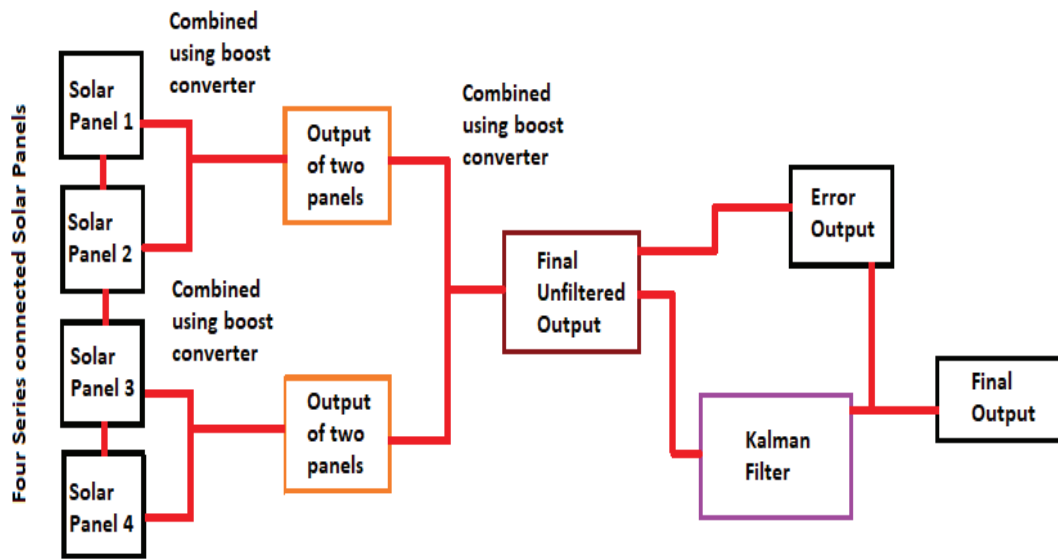 Four Series connected Solar Panels
Solar
Panel 1
Solar
Panel 2
Solar
Panel 3
Solar
Panel 4
Combined
using boost
converter
Combined
using boost
converter
Output
of two
panels
Output
of two
panels
Combined
using boost
converter
Final
Unfiltered
Output
Error
Output
Kalman
Filter
Final
Output